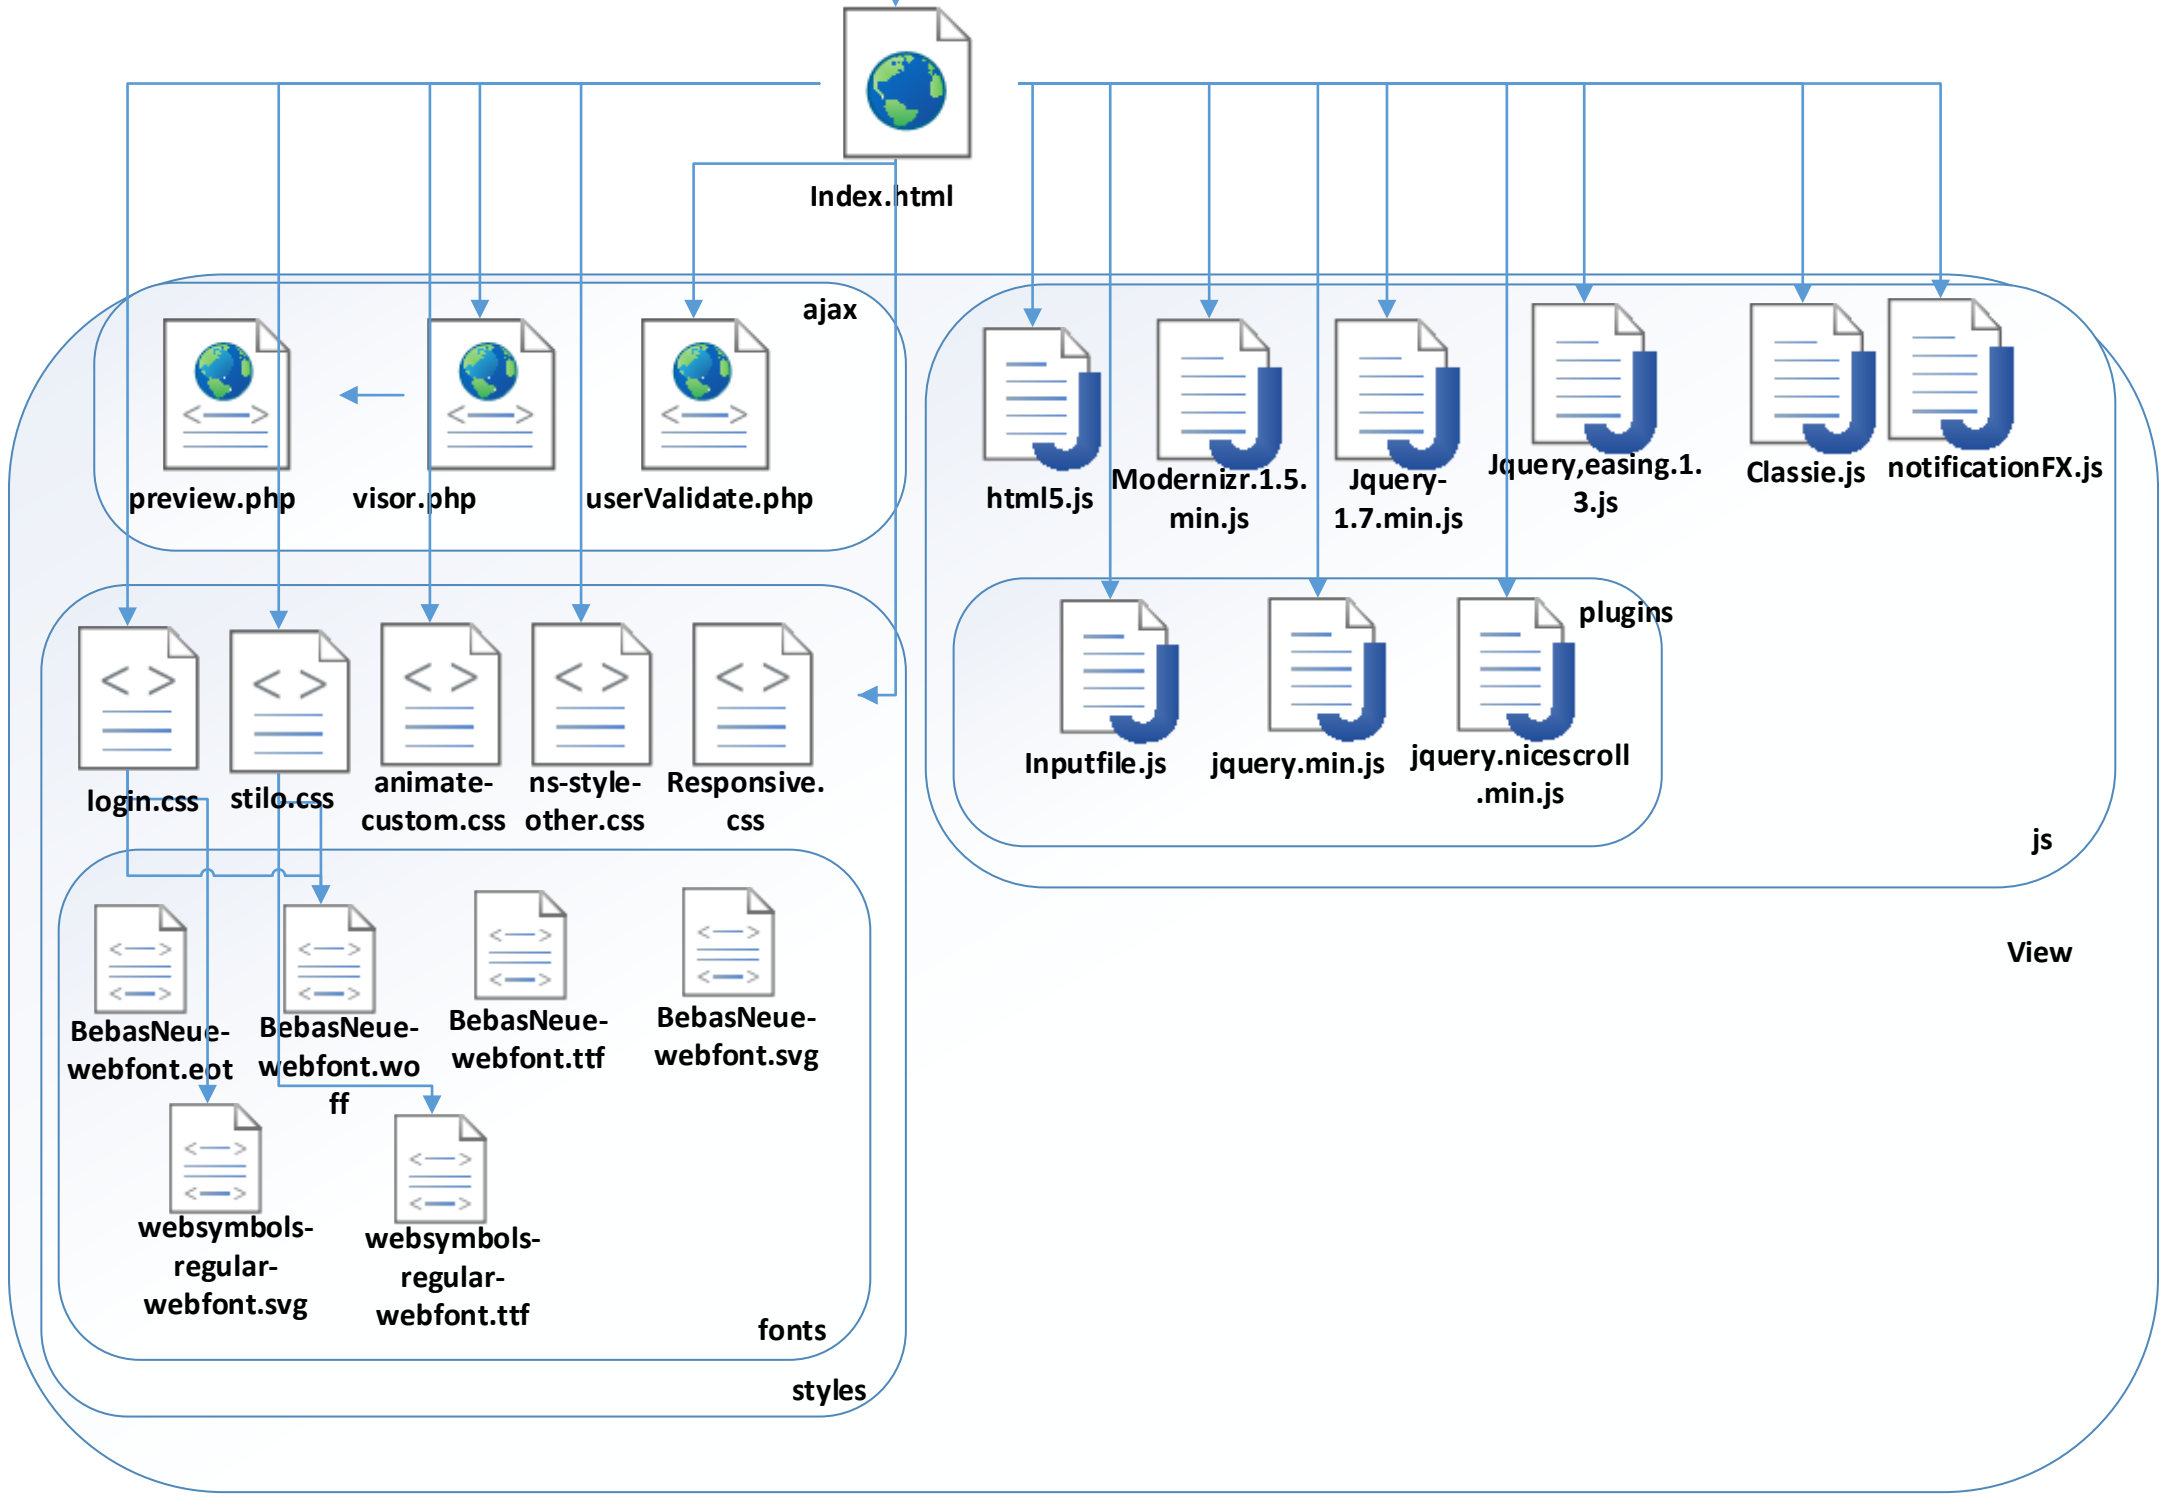 Index.html
ajax
preview.php
visor.php
userValidate.php
html5.js
Modernizr.1.5.
min.js
Jquery-
1.7.min.js
Jquery,easing.1.
3.js
Classie.js
notificationFX.js
plugins
Inputfile.js
jquery.min.js
jquery.nicescroll
.min.js
js
View
login.css
stilo.css
animate-
custom.css
ns-style-
other.css
Responsive.
css
BebasNeue-
webfont.eot
BebasNeue-
webfont.wo
ff
BebasNeue-
webfont.ttf
BebasNeue-
webfont.svg
websymbols-
regular-
webfont.svg
websymbols-
regular-
webfont.ttf
fonts
styles